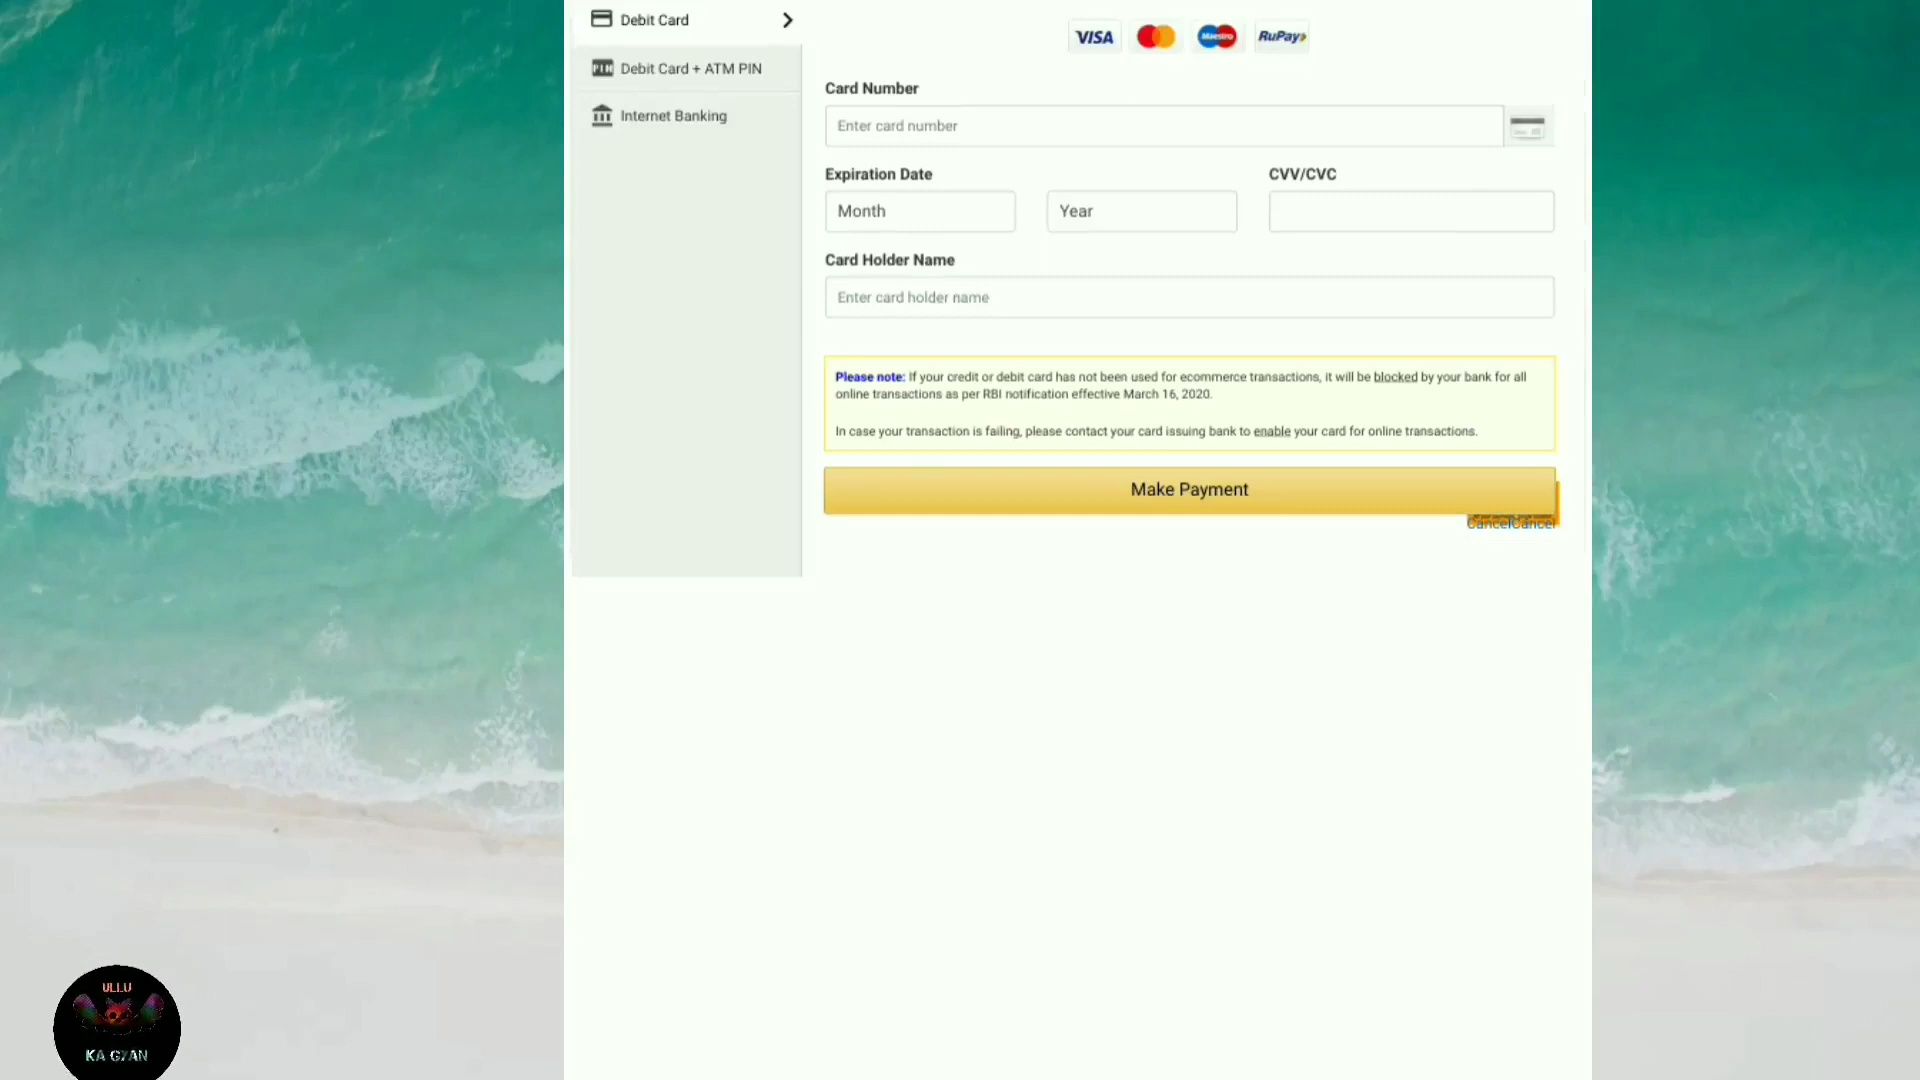 Debit Card
Debit Card + ATM PIN
Internet Banking
VISA
Maestro
RuPay
Card Number
Enter card number
Expiration Date
CVV/CVC
Month
Year
Card Holder Name
Enter card holder name
Please note: If your credit or debit card has not been used for ecommerce transactions, it will be blocked by your bank for all
online transactions as per RBI notification effective March 16, 2020.
In case your transaction is failing, please contact your card issuing bank to enable your card for online transactions.
Make Payment
CancelCancel
ULLU
KA GYAN